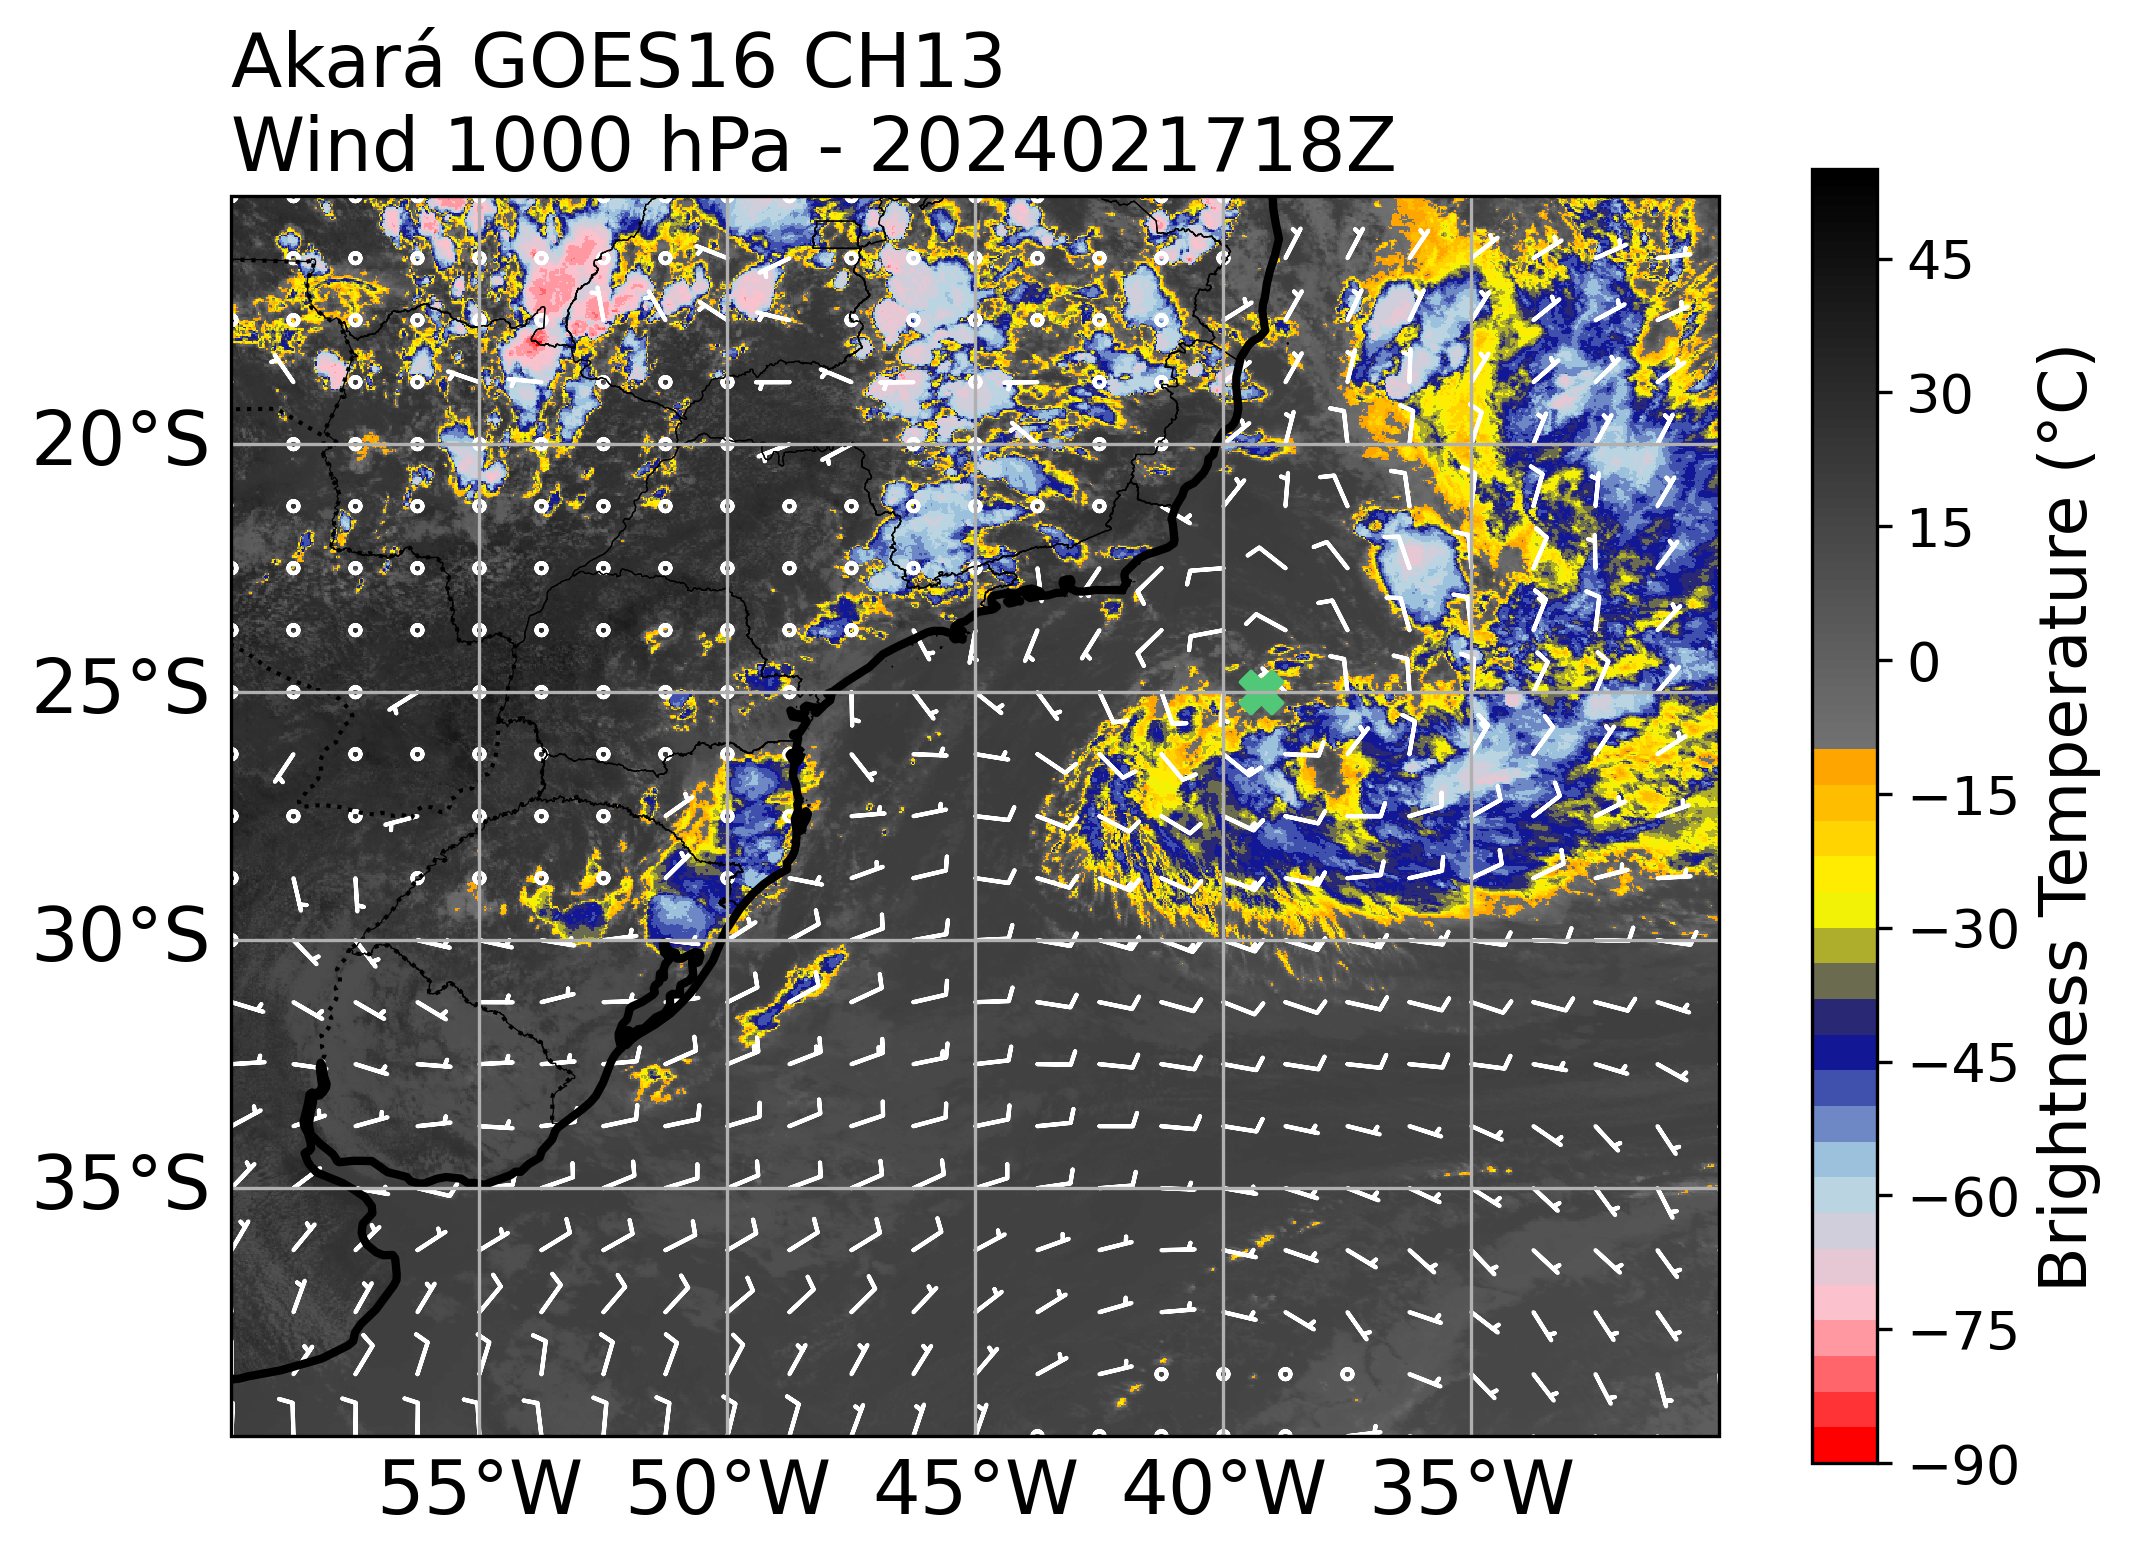 Akará GOES16 CH13
Wind 1000 hPa - 2024021718Z
20°S
25°S
30°S
35°S
55°W
50°W
45°W
40°W
35°W
45
30
15
0
−15
−30
−45
−60
−75
−90
Brightness Temperature (°C)